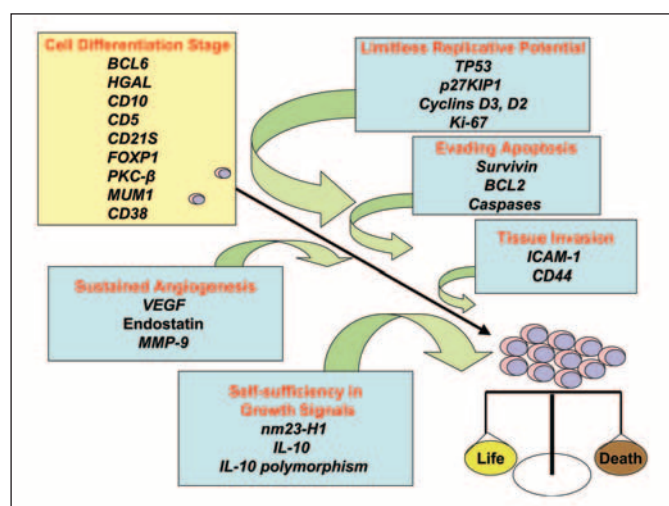 Cell Differentiation Stage
BCL6
HGAL
CD10
CD5
CD21S
FOXP1
PKC-β
MUM1
CD38
Limitless Replicative Potential
TP53
p27KIP1
Cyclins D3, D2
Ki-67
Evading Apoptosis
Survivin
BCL2
Caspases
Tissue Invasion
ICAM-1
CD44
Sustained Angiogenesis
VEGF
Endostatin
MMP-9
Self-sufficiency in
Growth Signals
nm23-H1
IL-10
IL-10 polymorphism
Life
Death